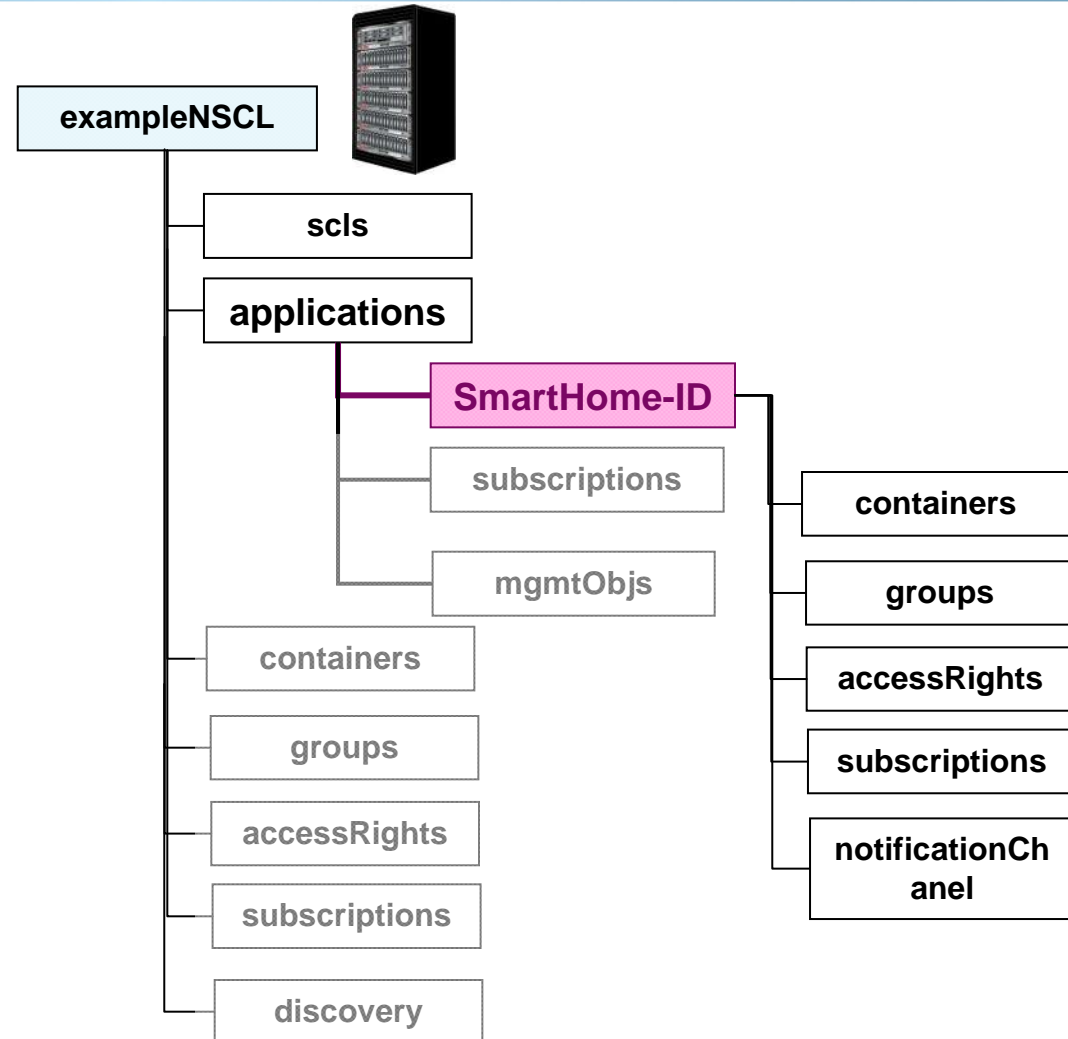 exampleNSCL
scls
applications
SmartHome-ID
subscriptions
mgmtObjs
containers
groups
accessRights
subscriptions
discovery
containers
groups
accessRights
subscriptions
notificationCh
anel